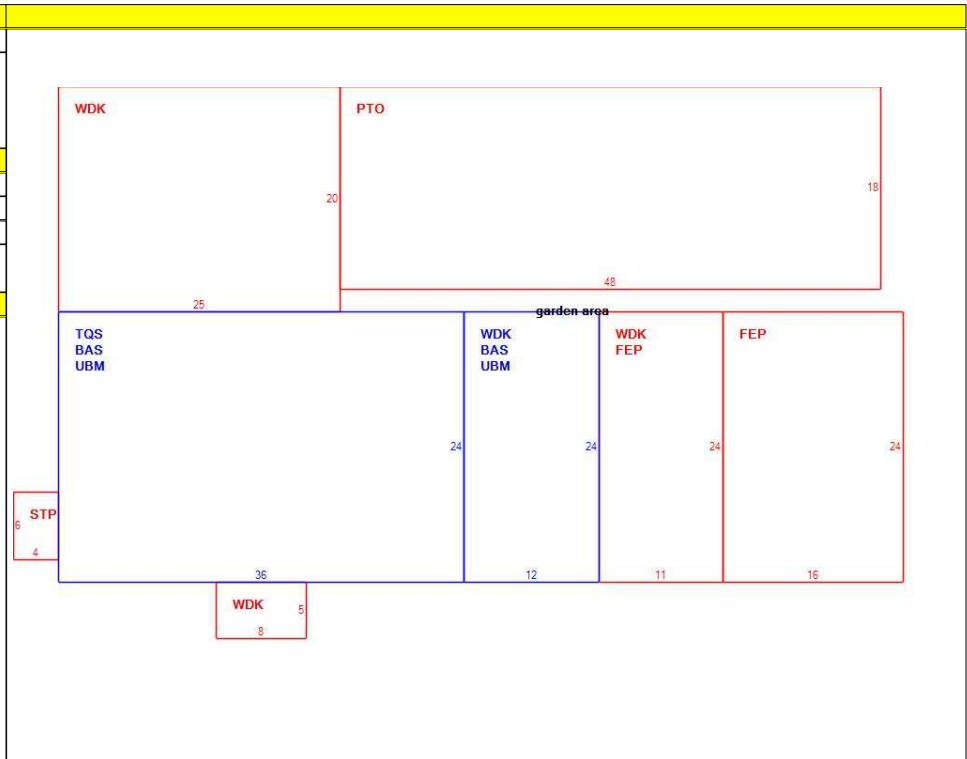 WDK
PTO
20
18
48
25
garden area
TQS
BAS
UBM
WDK
BAS
UBM
WDK
FEP
FEP
24
24
24
24
STP
6
4
36
12
11
16
WDK
5
8